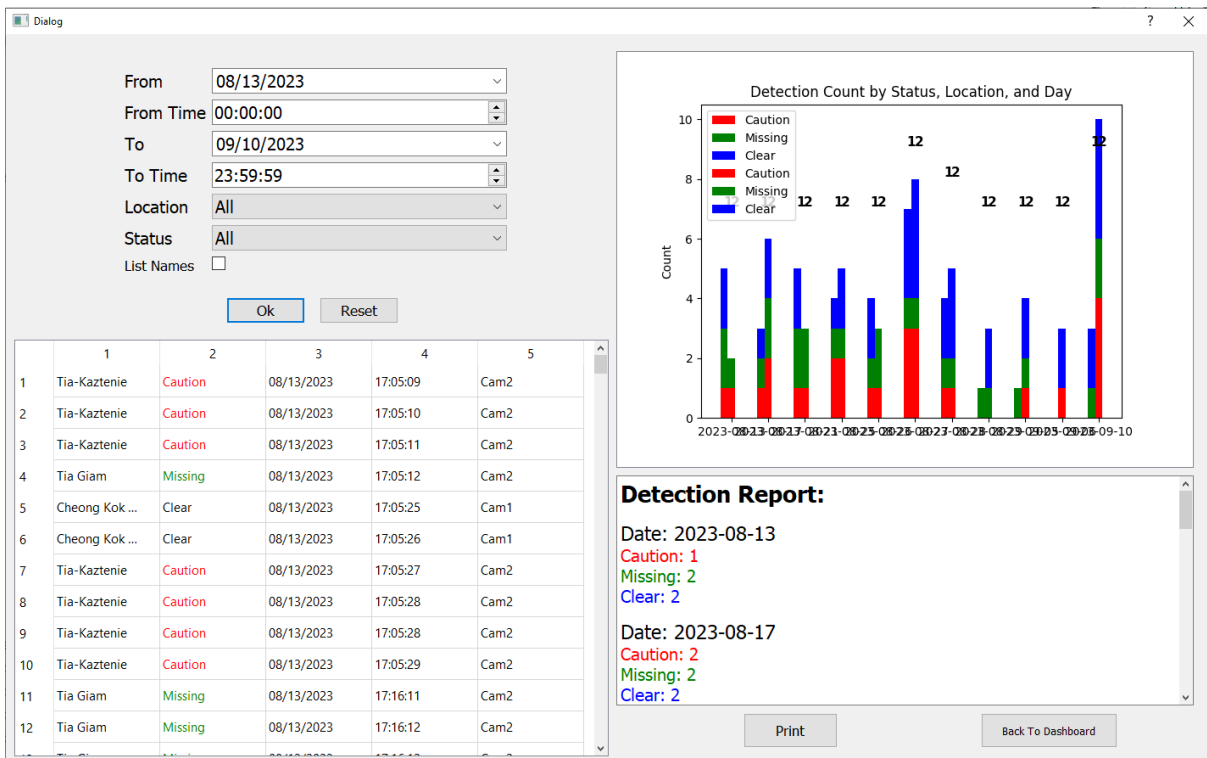 Dialog
From 08/13/2023
From Time 00:00:00
To 09/10/2023
To Time 23:59:59
Location All
Status All
List Names
Ok Reset
1 2 3 4 5
1 Tia-Kaztenie Caution 08/13/2023 17:05:09 Cam2
2 Tia-Kaztenie Caution 08/13/2023 17:05:10 Cam2
3 Tia-Kaztenie Caution 08/13/2023 17:05:11 Cam2
4 Tia Giam Missing 08/13/2023 17:05:12 Cam2
5 Cheong Kok ... Clear 08/13/2023 17:05:25 Cam1
6 Cheong Kok ... Clear 08/13/2023 17:05:26 Cam1
7 Tia-Kaztenie Caution 08/13/2023 17:05:27 Cam2
8 Tia-Kaztenie Caution 08/13/2023 17:05:28 Cam2
9 Tia-Kaztenie Caution 08/13/2023 17:05:28 Cam2
10 Tia-Kaztenie Caution 08/13/2023 17:05:29 Cam2
11 Tia Giam Missing 08/13/2023 17:16:11 Cam2
12 Tia Giam Missing 08/13/2023 17:16:12 Cam2
Detection Count by Status, Location, and Day
Caution
Missing
Clear
Caution
Missing
Clear
12 12 12 12 12 12 12 12 12 12 12
Count
10
8
6
4
2
0
Detection Report:
Date: 2023-08-13
Caution: 1
Missing: 2
Clear: 2
Date: 2023-08-17
Caution: 2
Missing: 2
Clear: 2
Print Back To Dashboard